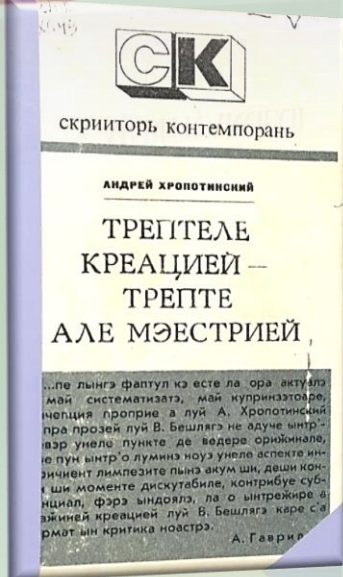 СК
скрииторь контемпорань
АНДРЕЙ ХРОПОТИНСКИЙ
ТРЕПТЕЛЕ
КРЕАЦИЕЙ —
ТРЕПТЕ
АЛЕ МЭЕСТРИЕЙ
...пе лынгэ фаптул кэ есте ла ора актуалэ
май систематизатэ, май купринзэтоаре,
проприе а луй А. Хропотинский
прозей луй В. Бешлягэ не адуче ынтр'-
унеле пункте де ведере орижинале,
пун ынтр'о луминэ ноуэ унеле аспекте ин-
лимпезите пынэ акум ши, деши кон-
ши моменте дискутабиле, контрибуе суб-
фэрэ ындоялэ, ла о ынтрежире а
креацией луй В. Бешлягэ каре с'а
ын критика ноастрэ.
А.